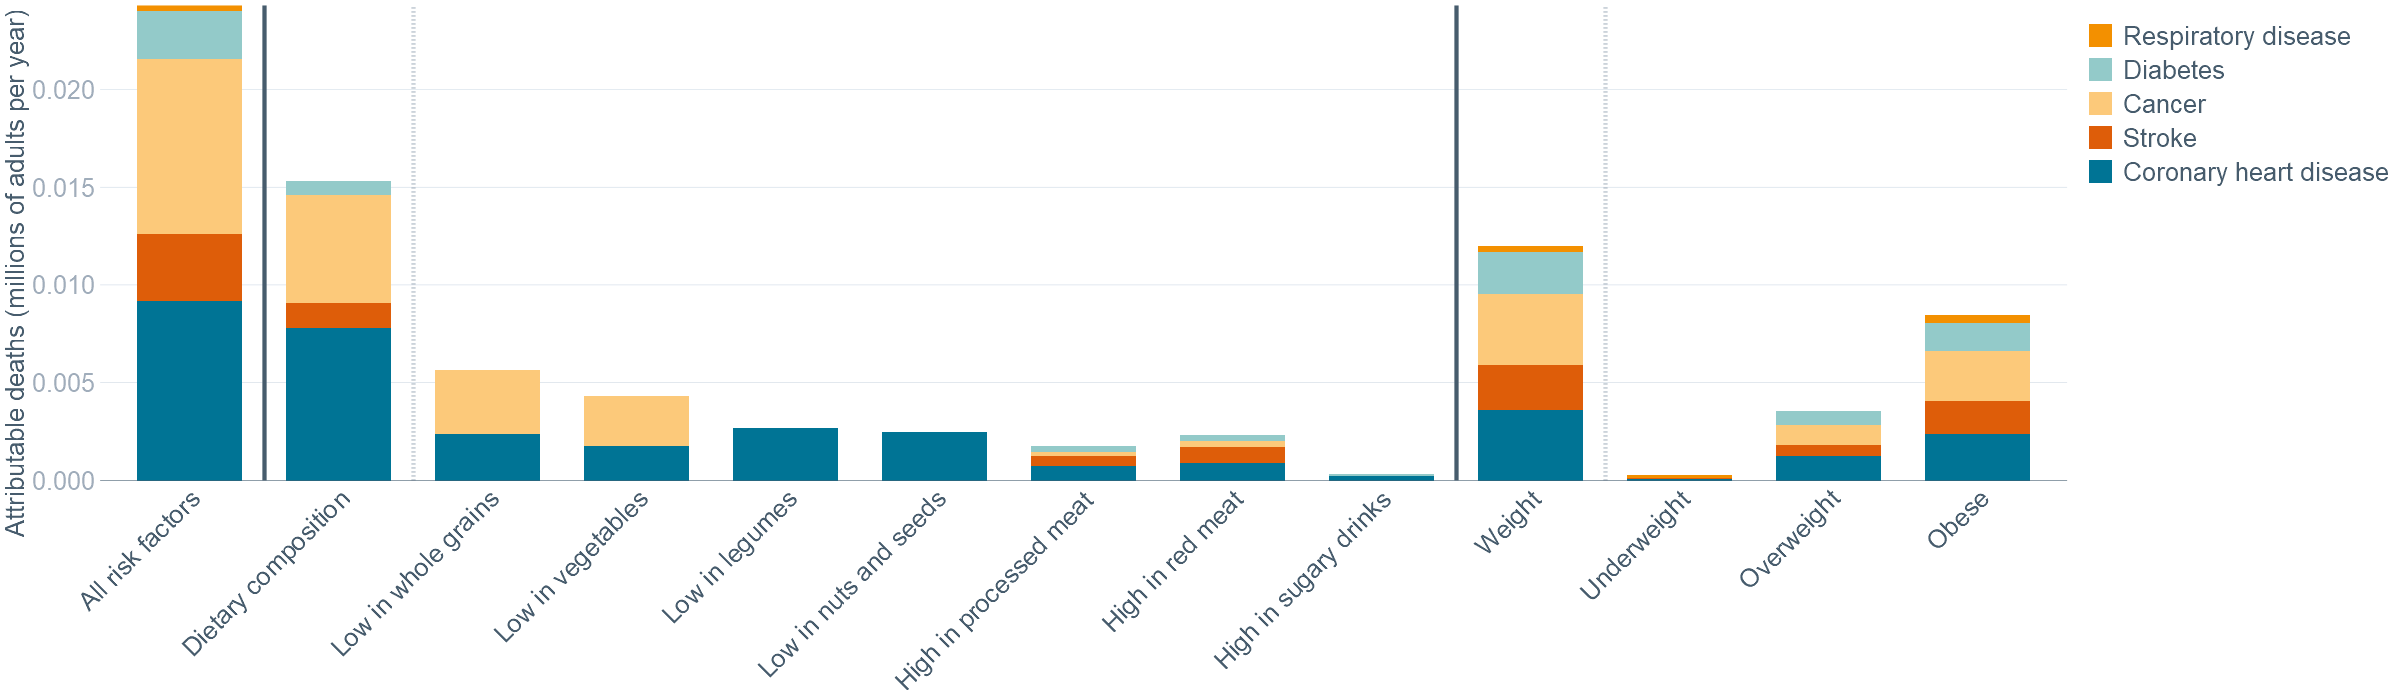 Attributable deaths (millions of adults per year)
0.020
0.015
0.010
0.005
0.000
All risk factors
Dietary composition
Low in whole grains
Low in vegetables
Low in legumes
Low in nuts and seeds
High in processed meat
High in red meat
High in sugary drinks
Weight
Underweight
Overweight
Obese
Respiratory disease
Diabetes
Cancer
Stroke
Coronary heart disease